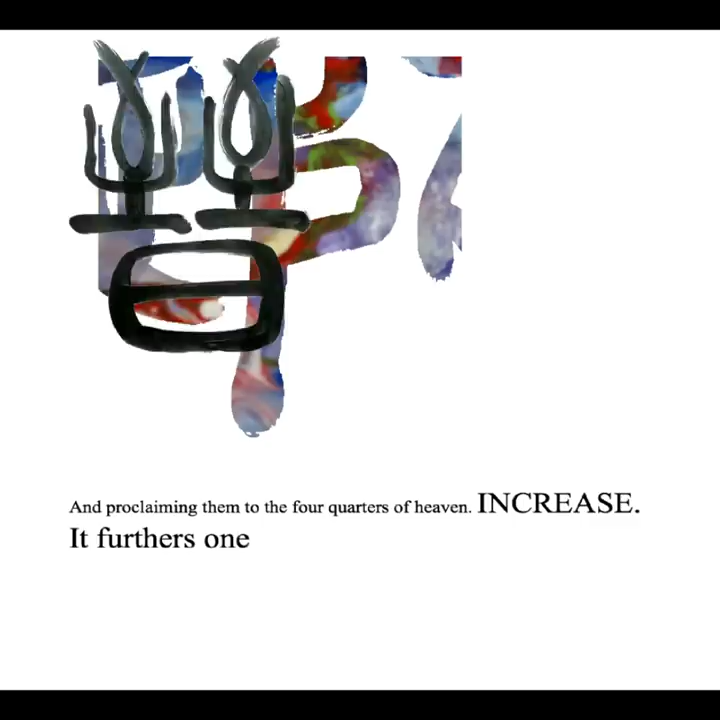 And proclaiming them to the four quarters of heaven. INCREASE.
It furthers one